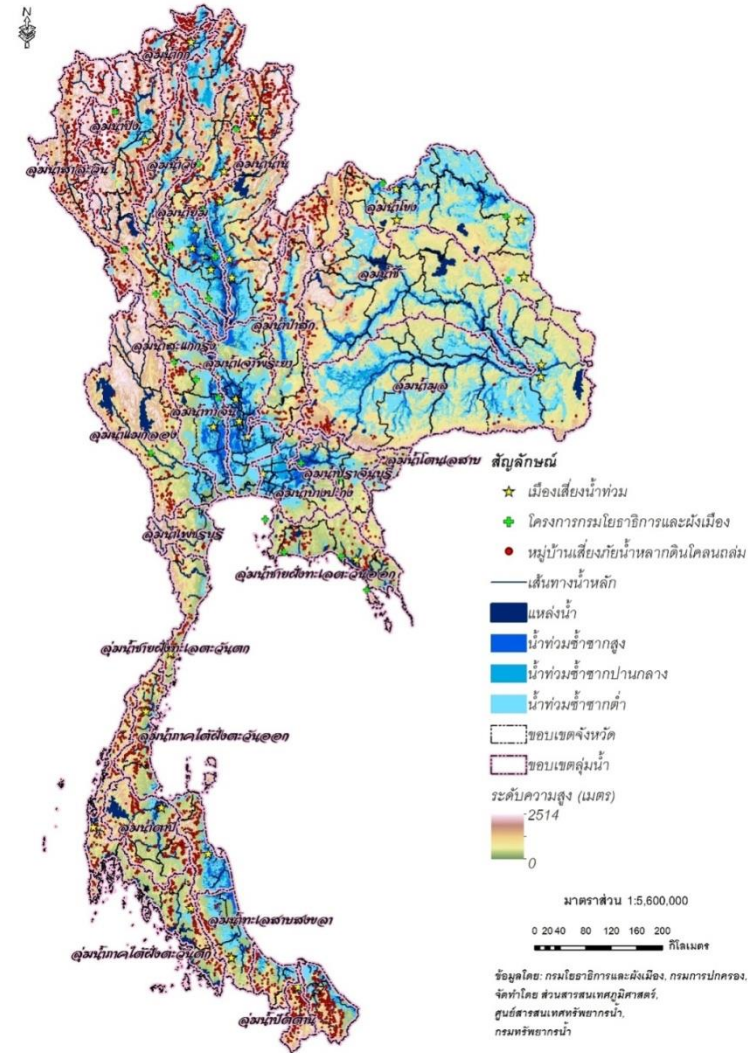 N
ลุ่มน้ำกก
ลุ่มน้ำปิง
ลุ่มน้ำสาละวิน
ลุ่มน้ำวัง
ลุ่มน้ำน่าน
ลุ่มน้ำยม
ลุ่มน้ำโขง
ลุ่มน้ำชี
ลุ่มน้ำป่าสัก
ลุ่มน้ำสะแกกรัง
ลุ่มน้ำเจ้าพระยา
ลุ่มน้ำมูล
ลุ่มน้ำท่าจีน
ลุ่มน้ำแม่กลอง
ลุ่มน้ำโตนเลสาบ
ลุ่มน้ำปราจีนบุรี
ลุ่มน้ำบางปะกง
ลุ่มน้ำเพชรบุรี
ลุ่มน้ำชายฝั่งทะเลตะวันออก
ลุ่มน้ำชายฝั่งทะเลตะวันตก
ลุ่มน้ำภาคใต้ฝั่งตะวันออก
ลุ่มน้ำตาปี
ลุ่มน้ำทะเลสาบสงขลา
ลุ่มน้ำภาคใต้ฝั่งตะวันตก
ลุ่มน้ำปัตตานี
สัญลักษณ์
เมืองเสี่ยงน้ำท่วม
โครงการกรมโยธาธิการและผังเมือง
หมู่บ้านเสี่ยงภัยน้ำหลากดินโคลนถล่ม
เส้นทางน้ำหลัก
แหล่งน้ำ
น้ำท่วมซ้ำซากสูง
น้ำท่วมซ้ำซากปานกลาง
น้ำท่วมซ้ำซากต่ำ
ขอบเขตจังหวัด
ขอบเขตลุ่มน้ำ
ระดับความสูง (เมตร)
2514
0
มาตราส่วน 1:5,600,000
0 20 40 80 120 160 200
กิโลเมตร
ข้อมูลโดย: กรมโยธาธิการและผังเมือง, กรมการปกครอง,
จัดทำโดย ส่วนสารสนเทศภูมิศาสตร์,
ศูนย์สารสนเทศทรัพยากรน้ำ,
กรมทรัพยากรน้ำ